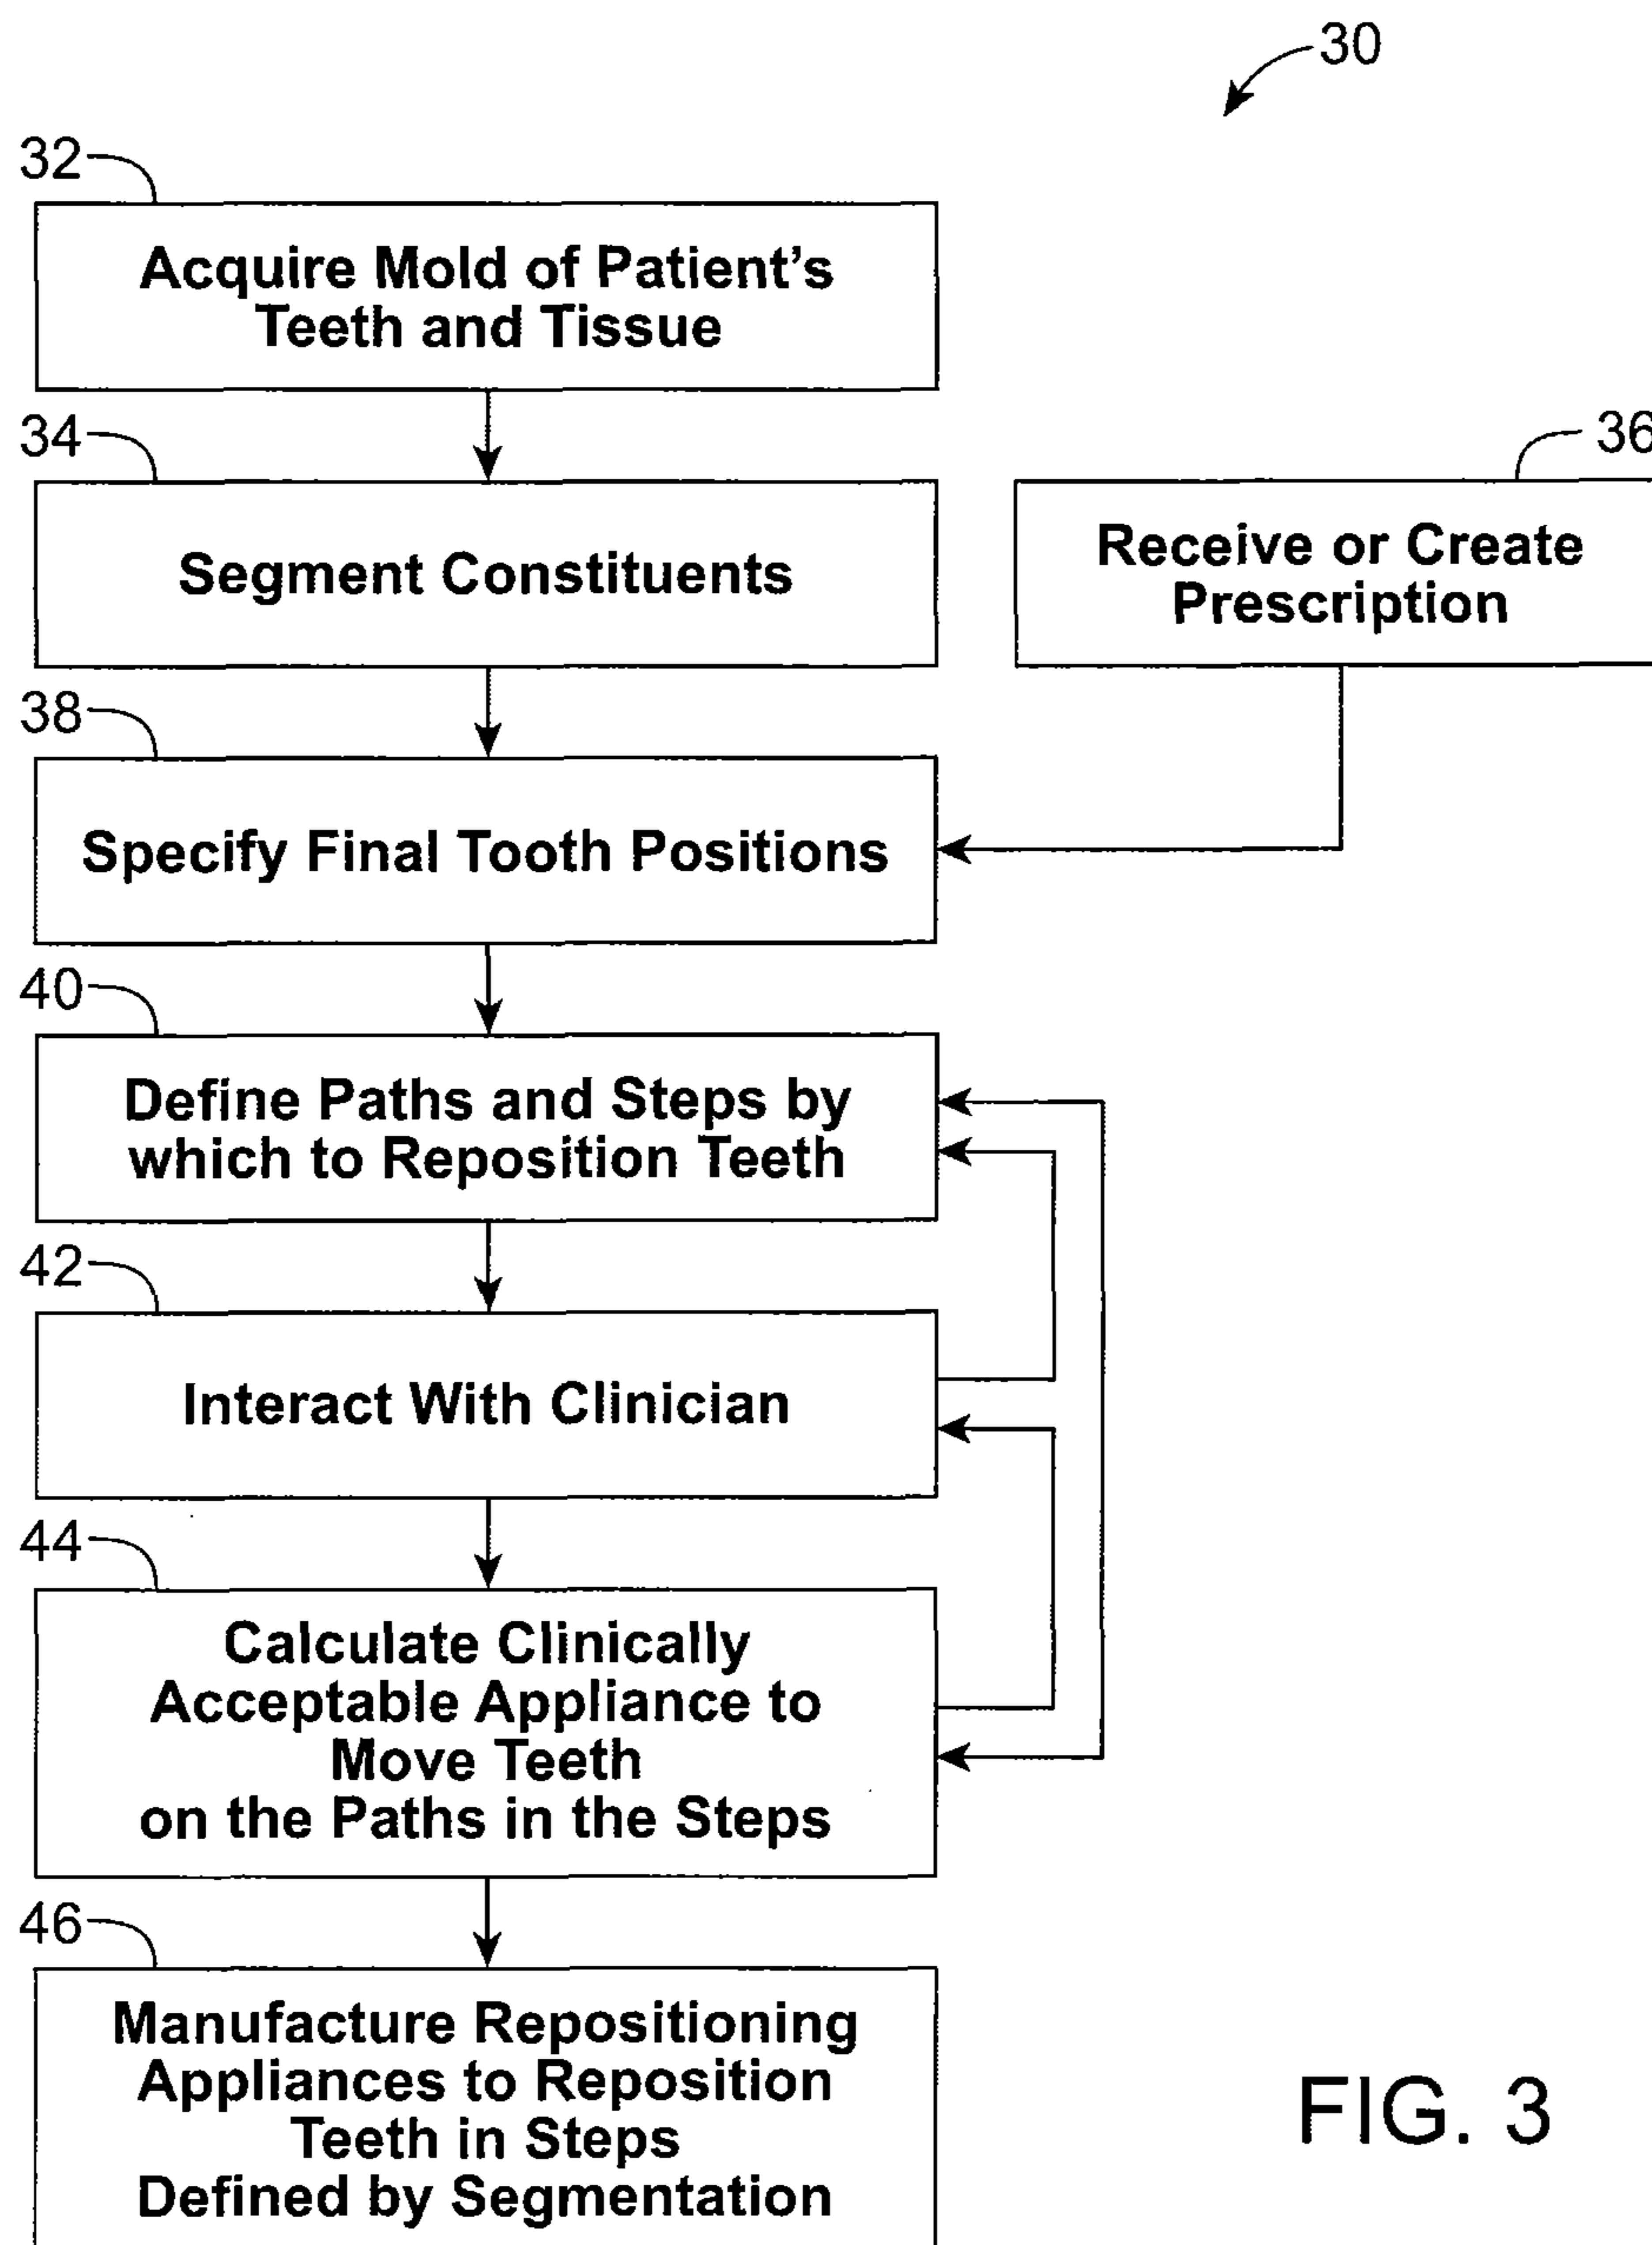 30
32
Acquire Mold of Patient's
Teeth and Tissue
34
Segment Constituents
36
Receive or Create
Prescription
38
Specify Final Tooth Positions
40
Define Paths and Steps by
which to Reposition Teeth
42
Interact With Clinician
44
Calculate Clinically
Acceptable Appliance to
Move Teeth
on the Paths in the Steps
46
Manufacture Repositioning
Appliances to Reposition
Teeth in Steps
Defined by Segmentation
FIG. 3